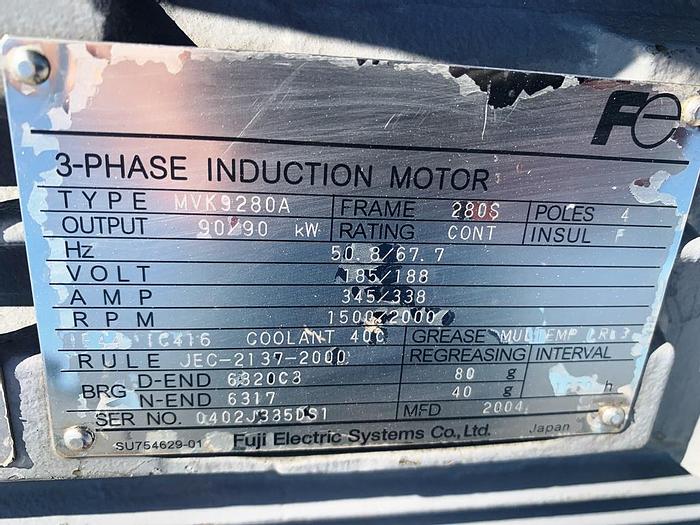 Fe
3-PHASE INDUCTION MOTOR
TYPE MVK9280A FRAME 280S POLES 4
OUTPUT 90/90 kW RATING CONT INSUL F
Hz 50.8/67.7
VOLT 185/188
AMP 345/338
RPM 1500/2000
IC416 COOLANT 40C GREASE MULTEMP
RULE JEC-2137-2000 REGREASING INTERVAL
BRG D-END 6320C3 80 g
N-END 6317 40 g h
SER NO. 0402J335DS1 MFD 2004
SU754629-01 Fuji Electric Systems Co., Ltd. Japan